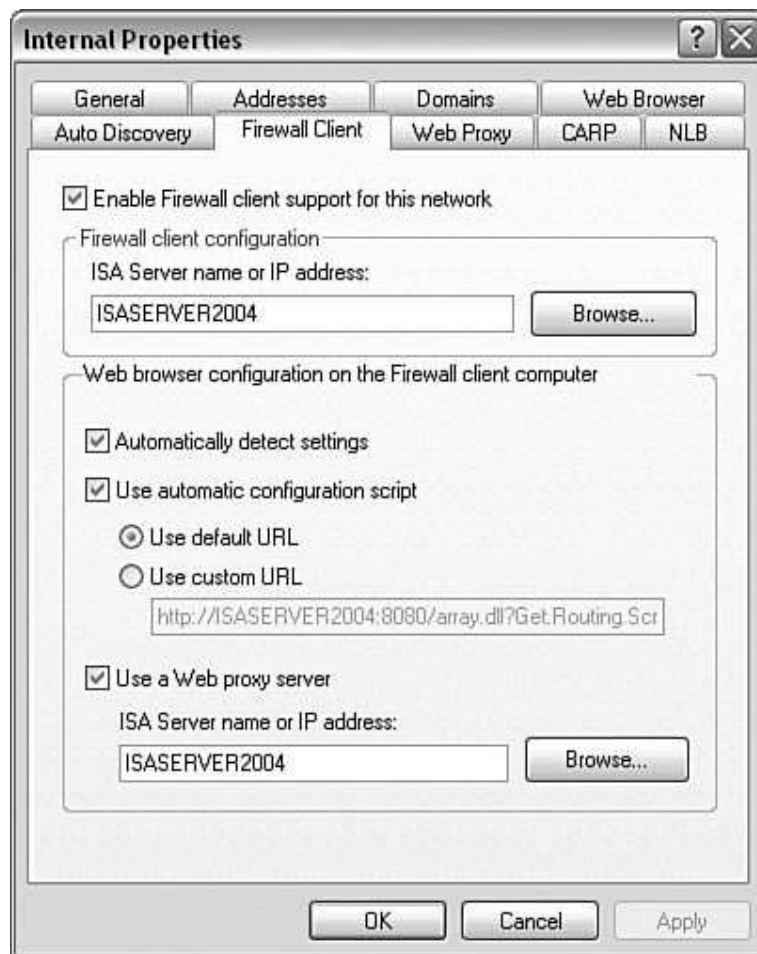 Internal Properties
General Addresses Domains Web Browser
Auto Discovery Firewall Client Web Proxy CARP NLB
Enable Firewall client support for this network
Firewall client configuration
ISA Server name or IP address:
ISASERVER2004 Browse...
Web browser configuration on the Firewall client computer
Automatically detect settings
Use automatic configuration script
Use default URL
Use custom URL
http://ISASERVER2004:8080/array.dll?Get.Routing.Scr
Use a Web proxy server
ISA Server name or IP address:
ISASERVER2004 Browse...
OK Cancel Apply